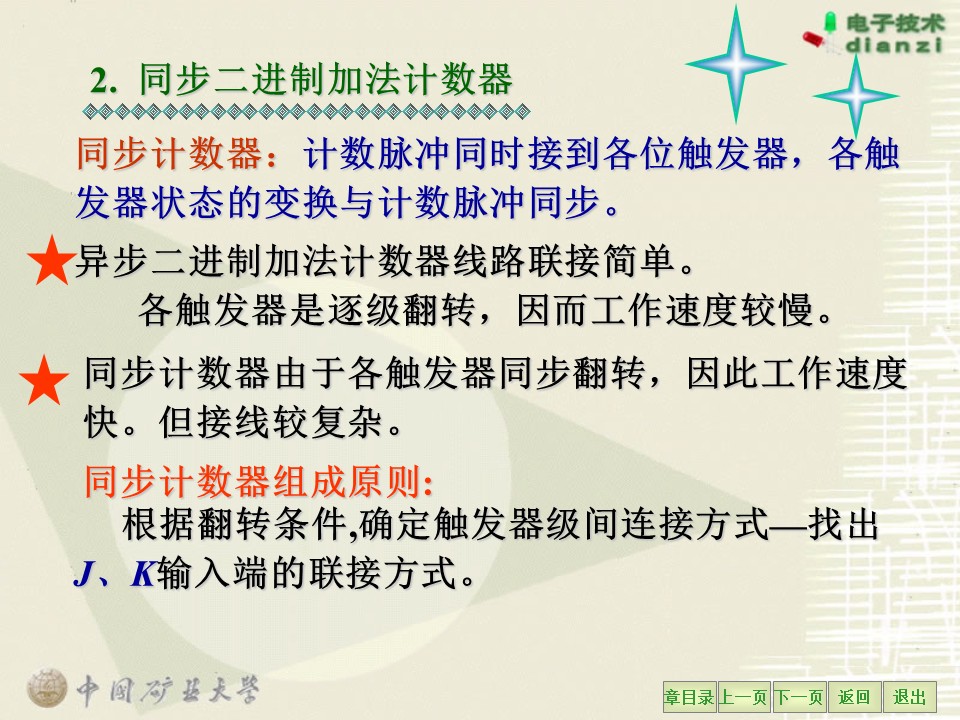 电子技术
dianzi
2. 同步二进制加法计数器
同步计数器：计数脉冲同时接到各位触发器，各触
发器状态的变换与计数脉冲同步。
异步二进制加法计数器线路联接简单。
各触发器是逐级翻转，因而工作速度较慢。
同步计数器由于各触发器同步翻转，因此工作速度
快。但接线较复杂。
同步计数器组成原则:
根据翻转条件,确定触发器级间连接方式—找出
J、K输入端的联接方式。
中国矿业大学
章目录 上一页 下一页 返回 退出